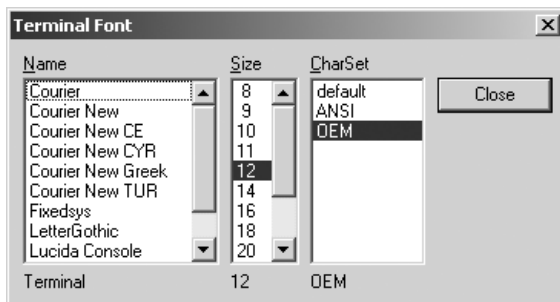 Terminal Font
Name Size CharSet
Courier 8 default Close
Courier New 9 ANSI
Courier New CE 10 OEM
Courier New CYR 11
Courier New Greek 12
Courier New TUR 14
Fixedsys 16
LetterGothic 18
Lucida Console 20
Terminal 12 OEM